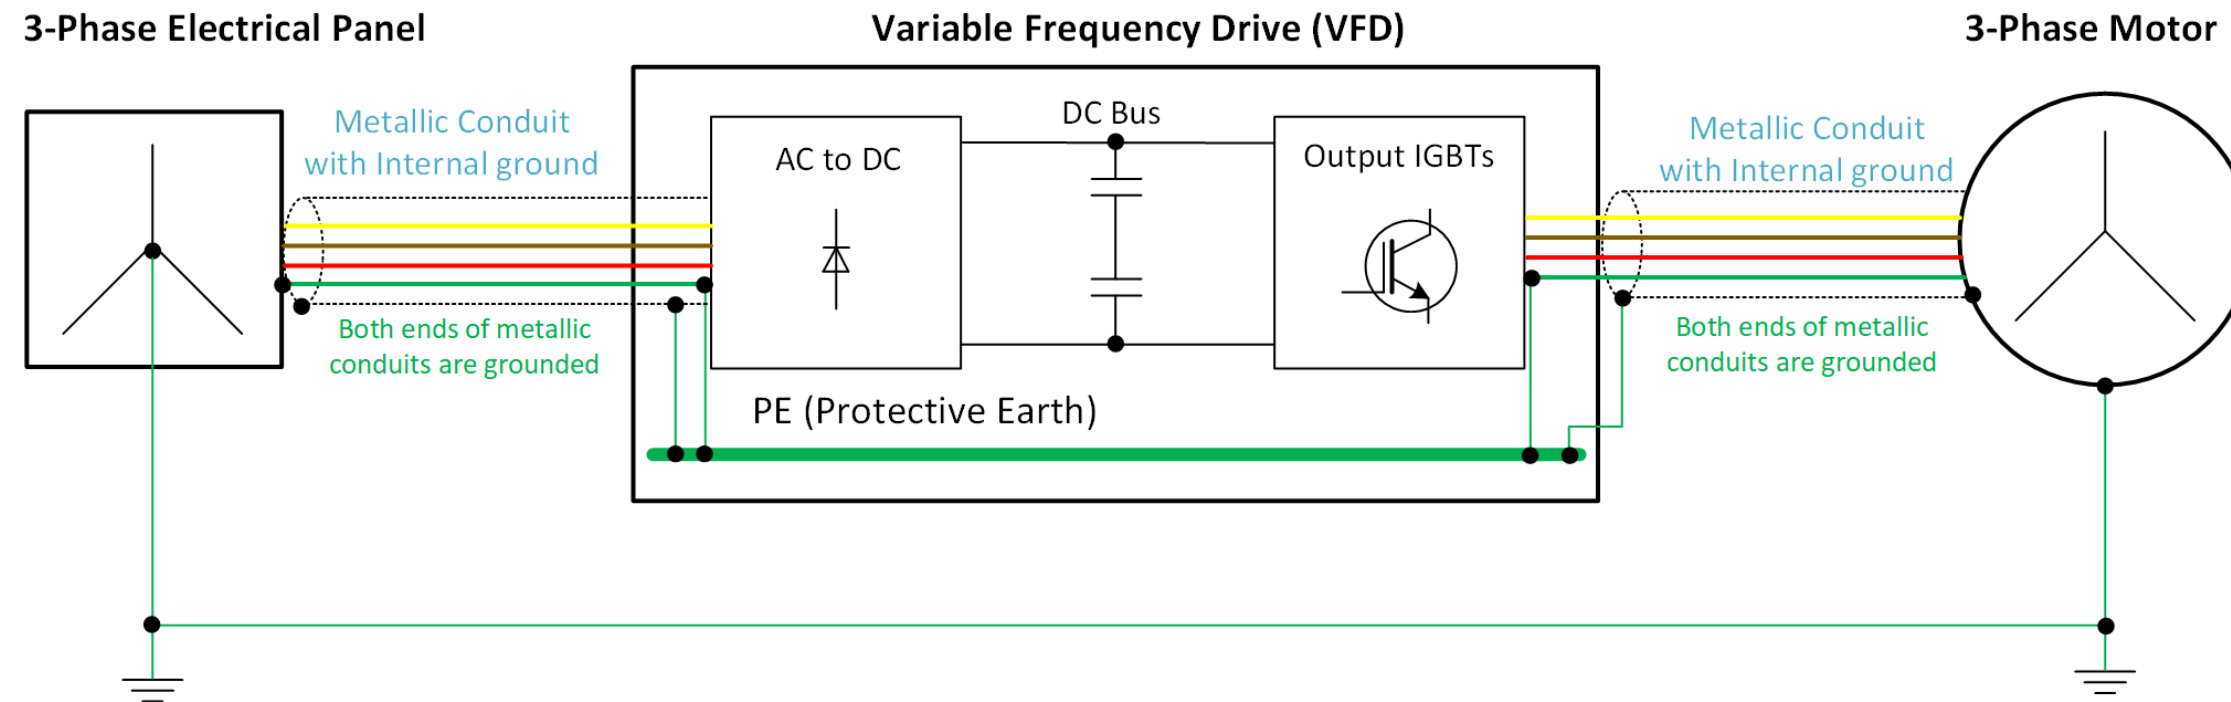 3-Phase Electrical Panel
Variable Frequency Drive (VFD)
3-Phase Motor
Metallic Conduit
with Internal ground
Both ends of metallic
conduits are grounded
AC to DC
DC Bus
Output IGBTs
PE (Protective Earth)
Metallic Conduit
with Internal ground
Both ends of metallic
conduits are grounded